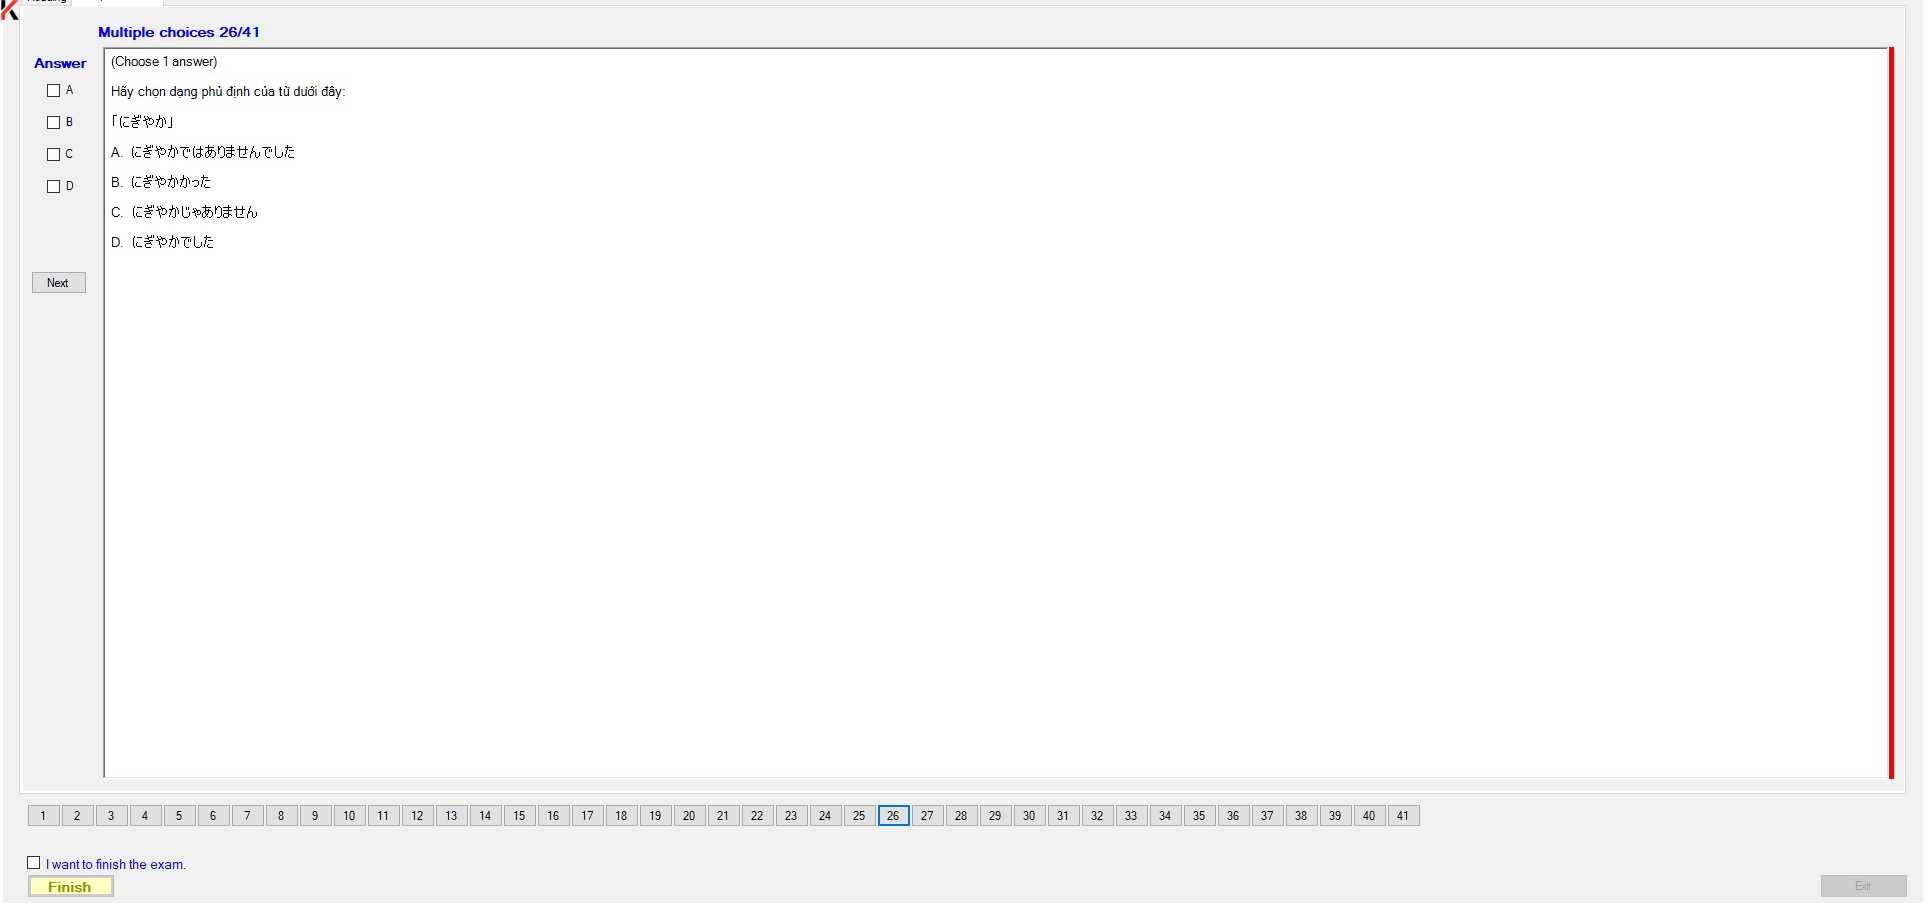 Multiple choices 26/41
Answer
(Choose 1 answer)
A
Hãy chọn dạng phủ định của từ dưới đây:
B
「にぎやか」
C
A. にぎやかではありませんでした
D
B. にぎやかかった
C. にぎやかじゃありません
D. にぎやかでした
Next
1 2 3 4 5 6 7 8 9 10 11 12 13 14 15 16 17 18 19 20 21 22 23 24 25 26 27 28 29 30 31 32 33 34 35 36 37 38 39 40 41
I want to finish the exam.
Finish
Exit